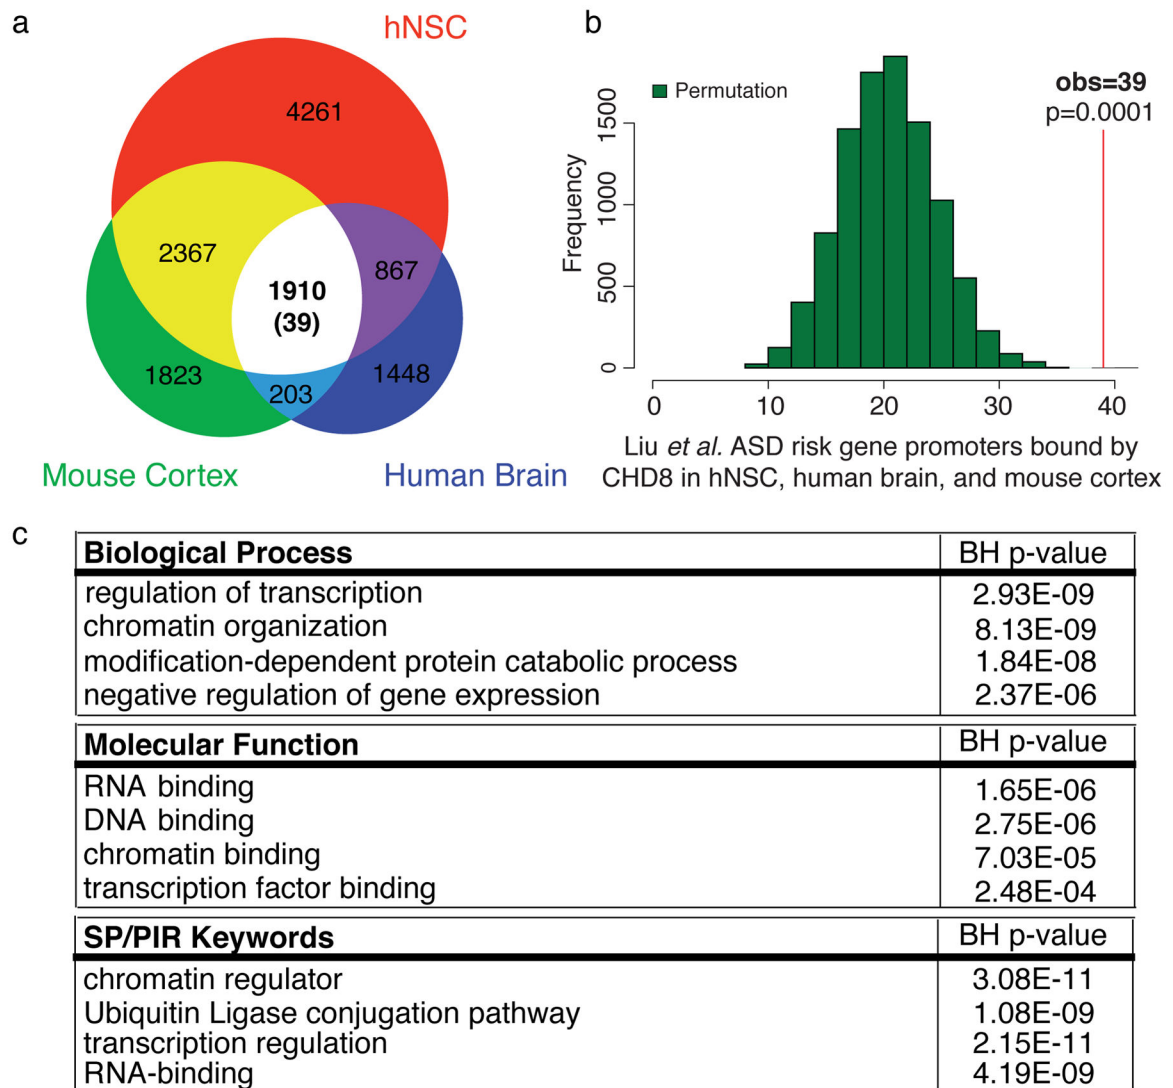 a
hNSC
4261
2367
867
1910
(39)
1823
203
1448
Mouse Cortex
Human Brain
b
Permutation
obs=39
p=0.0001
Frequency
1500
1000
500
0
0 10 20 30 40
Liu et al. ASD risk gene promoters bound by
CHD8 in hNSC, human brain, and mouse cortex
c
Biological Process BH p-value
regulation of transcription 2.93E-09
chromatin organization 8.13E-09
modification-dependent protein catabolic process 1.84E-08
negative regulation of gene expression 2.37E-06
Molecular Function BH p-value
RNA binding 1.65E-06
DNA binding 2.75E-06
chromatin binding 7.03E-05
transcription factor binding 2.48E-04
SP/PIR Keywords BH p-value
chromatin regulator 3.08E-11
Ubiquitin Ligase conjugation pathway 1.08E-09
transcription regulation 2.15E-11
RNA-binding 4.19E-09